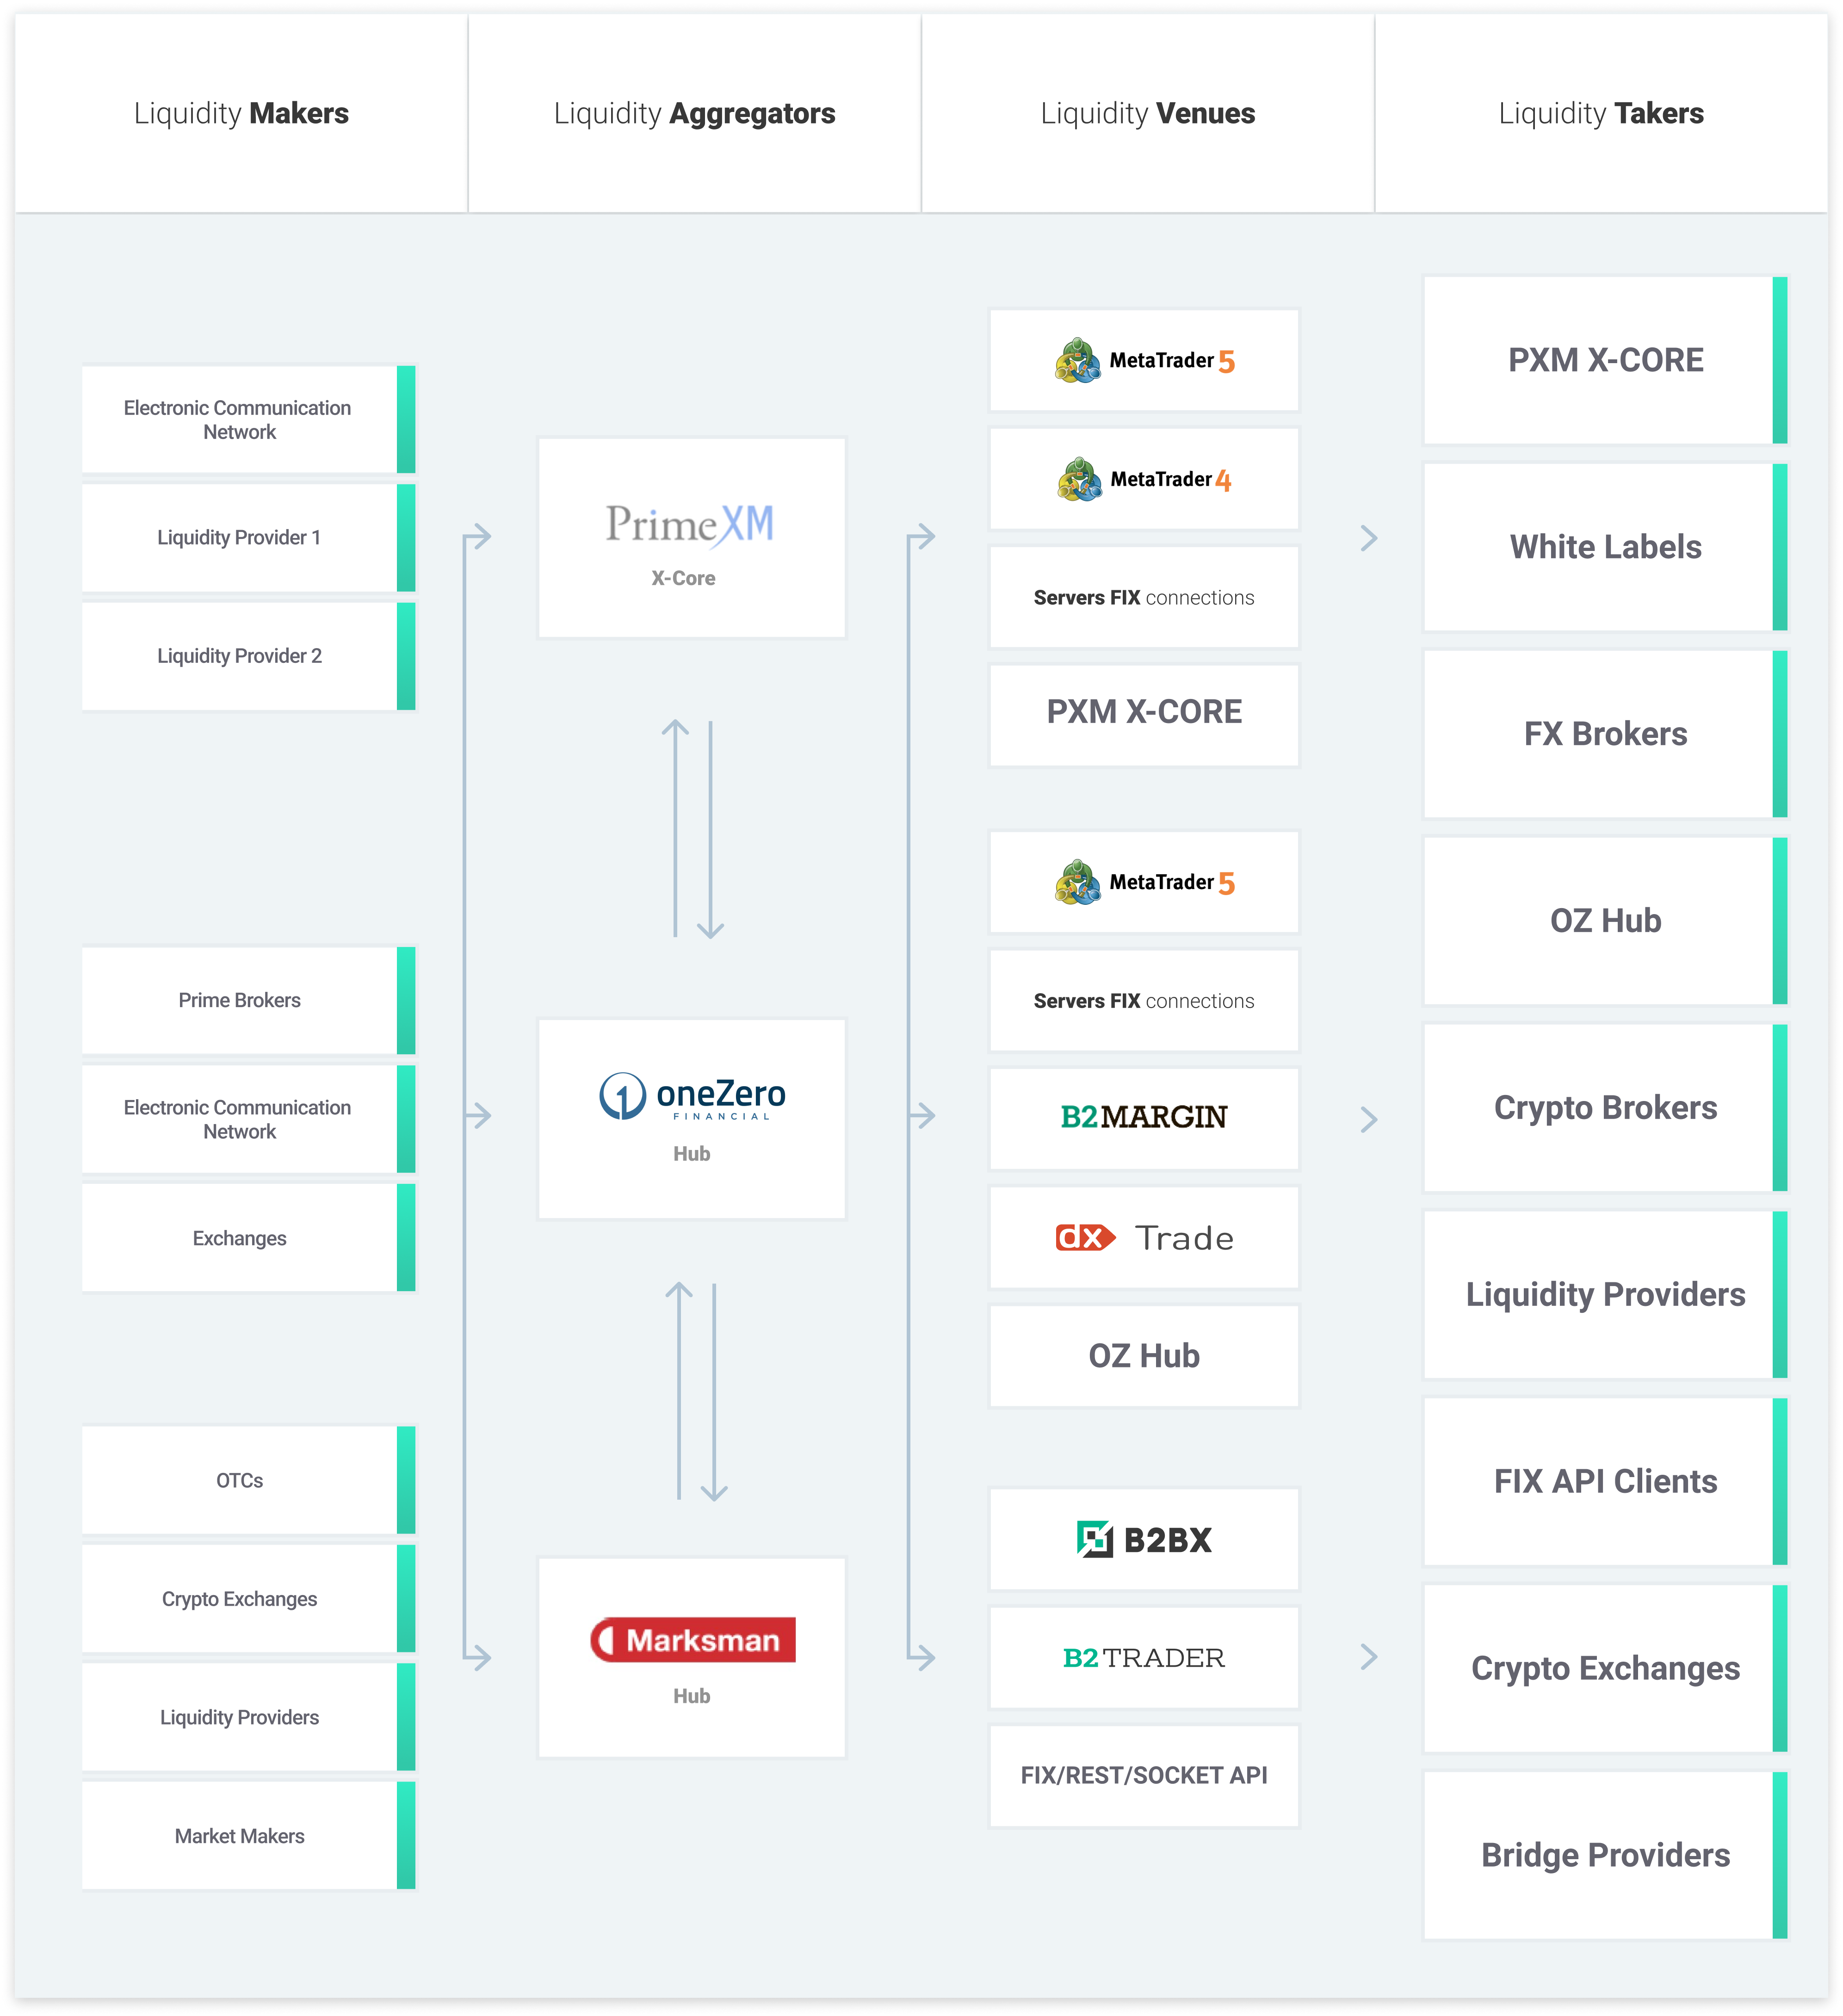 Liquidity Makers
Liquidity Aggregators
Liquidity Venues
Liquidity Takers
Electronic Communication
Network
Liquidity Provider 1
Liquidity Provider 2
Prime Brokers
Electronic Communication
Network
Exchanges
OTCs
Crypto Exchanges
Liquidity Providers
Market Makers
PrimeXM
X-Core
1 oneZero
FINANCIAL
Hub
Marksman
Hub
MetaTrader 5
MetaTrader 4
Servers FIX connections
PXM X-CORE
MetaTrader 5
Servers FIX connections
B2MARGIN
dx Trade
OZ Hub
B2BX
B2TRADER
FIX/REST/SOCKET API
PXM X-CORE
White Labels
FX Brokers
OZ Hub
Crypto Brokers
Liquidity Providers
FIX API Clients
Crypto Exchanges
Bridge Providers